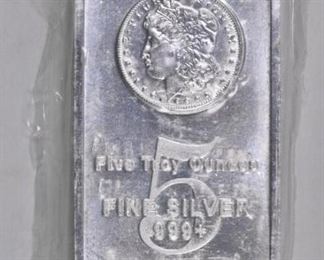 5
Five Troy Ounces
FINE SILVER
.999+